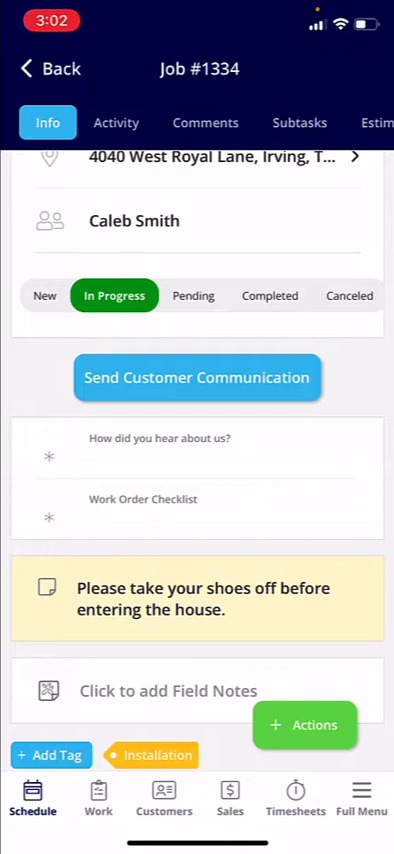 3:02
Back
Job #1334
Info
Activity
Comments
Subtasks
Estim
4040 West Royal Lane, Irving, T...
Caleb Smith
New
In Progress
Pending
Completed
Canceled
Send Customer Communication
How did you hear about us?
*
Work Order Checklist
*
Please take your shoes off before
entering the house.
Click to add Field Notes
+ Actions
+ Add Tag
Installation
Schedule
Work
Customers
Sales
Timesheets
Full Menu